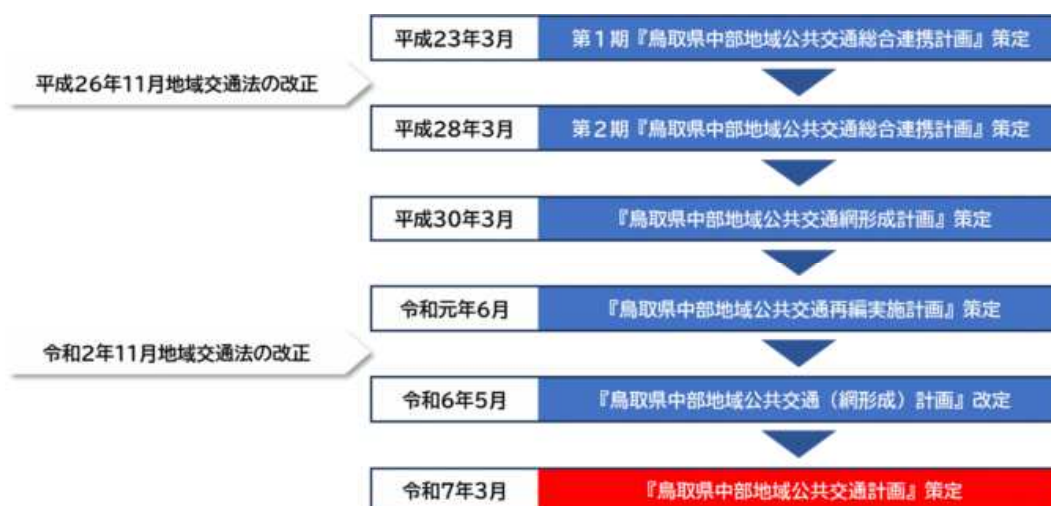 平成23年3月 第1期『鳥取県中部地域公共交通総合連携計画』策定
平成26年11月地域交通法の改正
平成28年3月 第2期『鳥取県中部地域公共交通総合連携計画』策定
平成30年3月 『鳥取県中部地域公共交通網形成計画』策定
令和元年6月 『鳥取県中部地域公共交通再編実施計画』策定
令和2年11月地域交通法の改正
令和6年5月 『鳥取県中部地域公共交通（網形成）計画』改定
令和7年3月 『鳥取県中部地域公共交通計画』策定